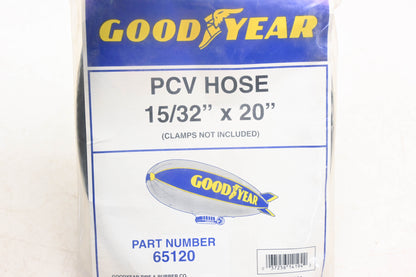 GOODYEAR
PCV HOSE
15/32" x 20"
(CLAMPS NOT INCLUDED)
GOODYEAR
PART NUMBER
65120